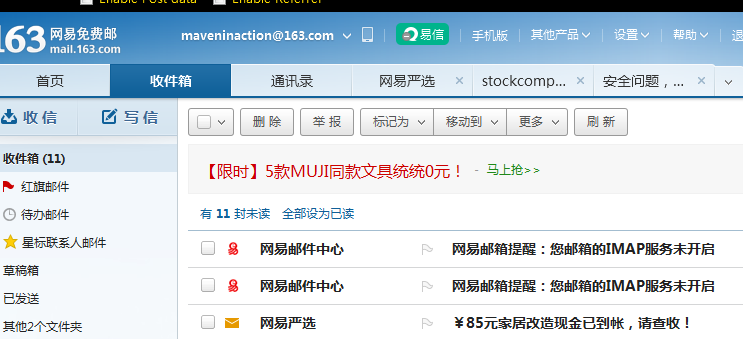 Enable Post data Enable Referrer
163 网易免费邮 mail.163.com maveninaction@163.com 易信 手机版 其他产品 设置 帮助 退
首页 收件箱 通讯录 网易严选 stockcomp... 安全问题，...
收信 写信 删除 举报 标记为 移动到 更多 刷新
收件箱 (11)
红旗邮件
待办邮件
星标联系人邮件
草稿箱
已发送
其他2个文件夹
【限时】5款MUJI同款文具统统0元！ - 马上抢>>
有 11 封未读 全部设为已读
网易邮件中心 网易邮箱提醒：您邮箱的IMAP服务未开启
网易邮件中心 网易邮箱提醒：您邮箱的IMAP服务未开启
网易严选 ￥85元家居改造现金已到帐，请查收！